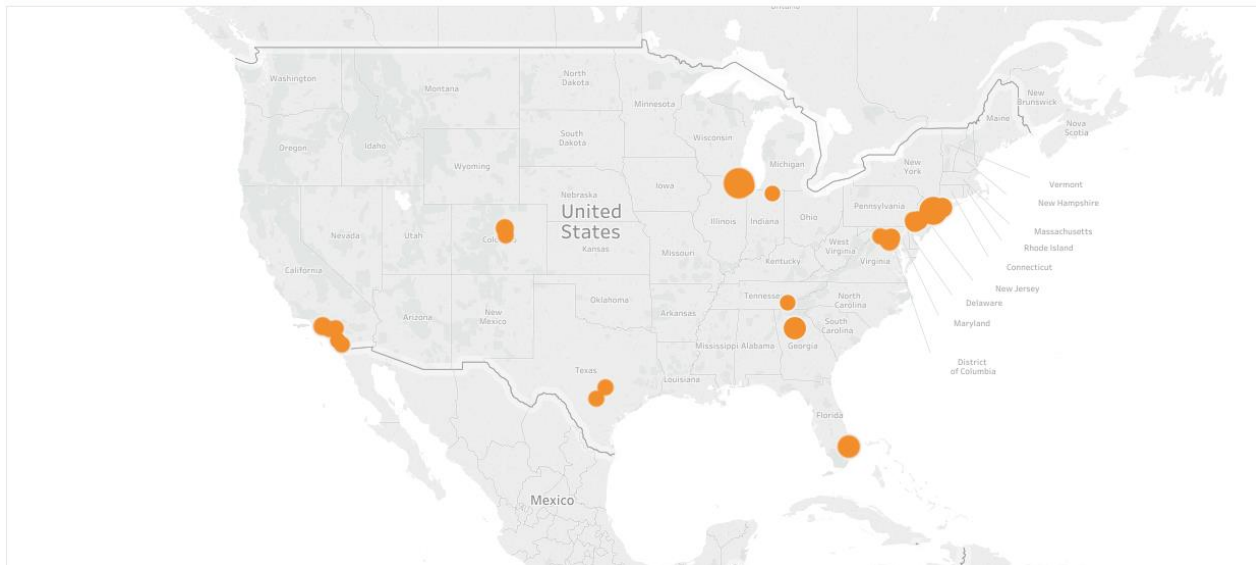 Ontario
Washington
Montana
North
Dakota
Minnesota
New
Brunswick
Maine
Nova
Scotia
Oregon
Idaho
Wyoming
South
Dakota
Wisconsin
Michigan
New
York
Vermont
New Hampshire
Massachusetts
Rhode Island
Connecticut
New Jersey
Delaware
Maryland
District
of Columbia
Nebraska
Iowa
Illinois
Indiana
Ohio
Pennsylvania
United
States
Nevada
Utah
Kansas
Missouri
West
Virginia
Virginia
Kentucky
California
Arizona
New
Mexico
Oklahoma
Arkansas
Tennessee
North
Carolina
South
Carolina
Mississippi
Alabama
Georgia
Texas
Louisiana
Florida
Mexico